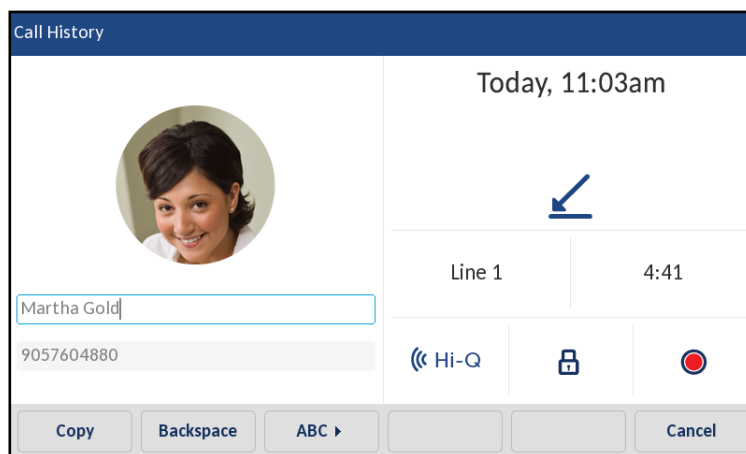 Call History
Today, 11:03am
Line 1
4:41
Martha Gold
9057604880
Hi-Q
Copy
Backspace
ABC
Cancel